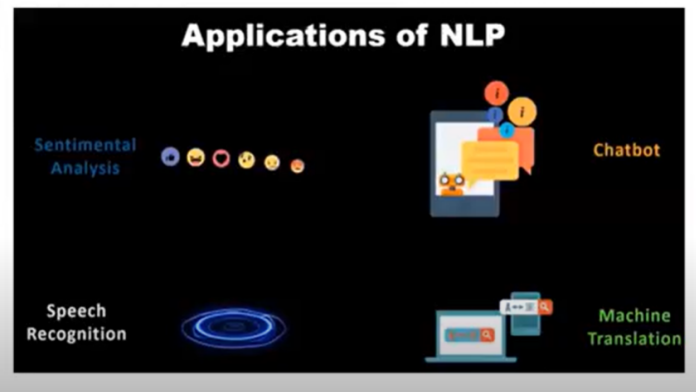 Applications of NLP
Sentimental
Analysis
Chatbot
Speech
Recognition
Machine
Translation